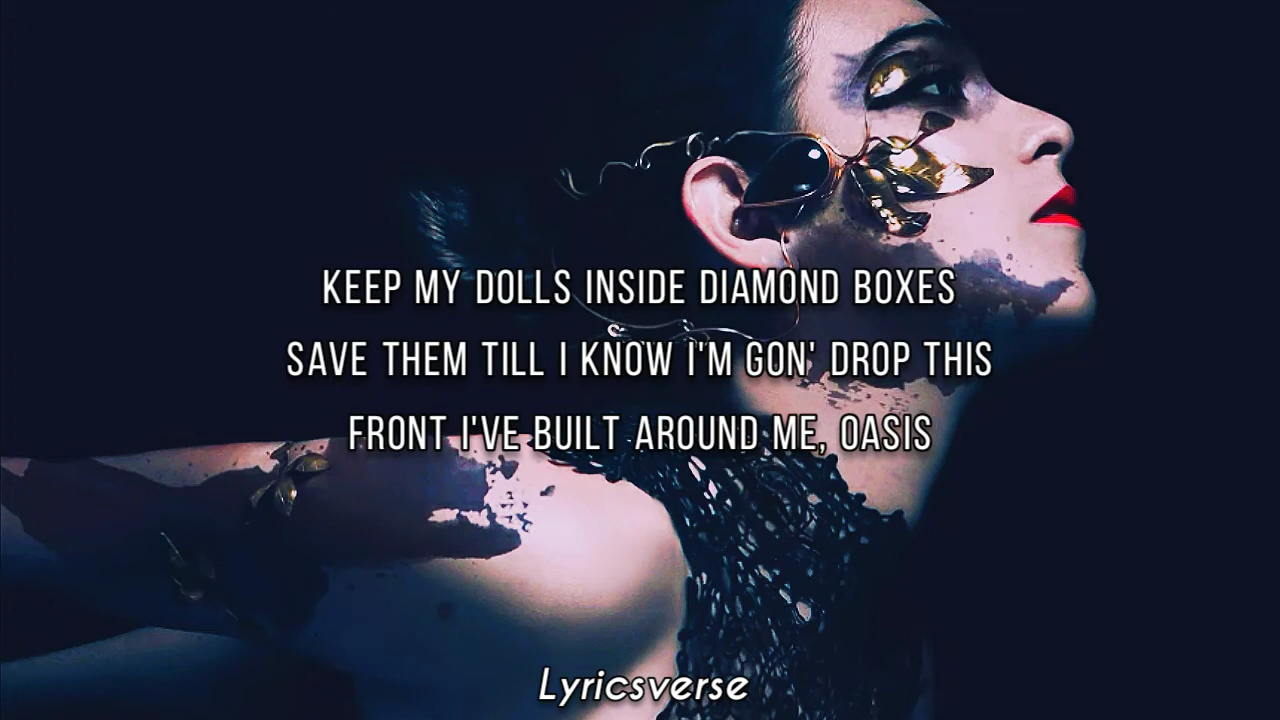 KEEP MY DOLLS INSIDE DIAMOND BOXES
SAVE THEM TILL I KNOW I'M GON' DROP THIS
FRONT I'VE BUILT AROUND ME, OASIS
Lyricsverse